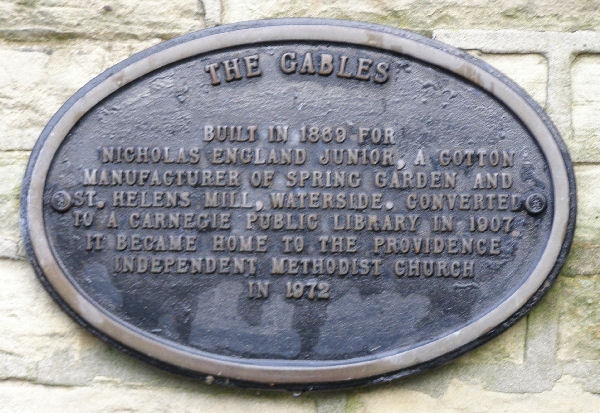 THE GABLES
BUILT IN 1869 FOR
NICHOLAS ENGLAND JUNIOR, A COTTON
MANUFACTURER OF SPRING GARDEN AND
ST. HELENS MILL, WATERSIDE. CONVERTED
TO A CARNEGIE PUBLIC LIBRARY IN 1907,
IT BECAME HOME TO THE PROVIDENCE
INDEPENDENT METHODIST CHURCH
IN 1972